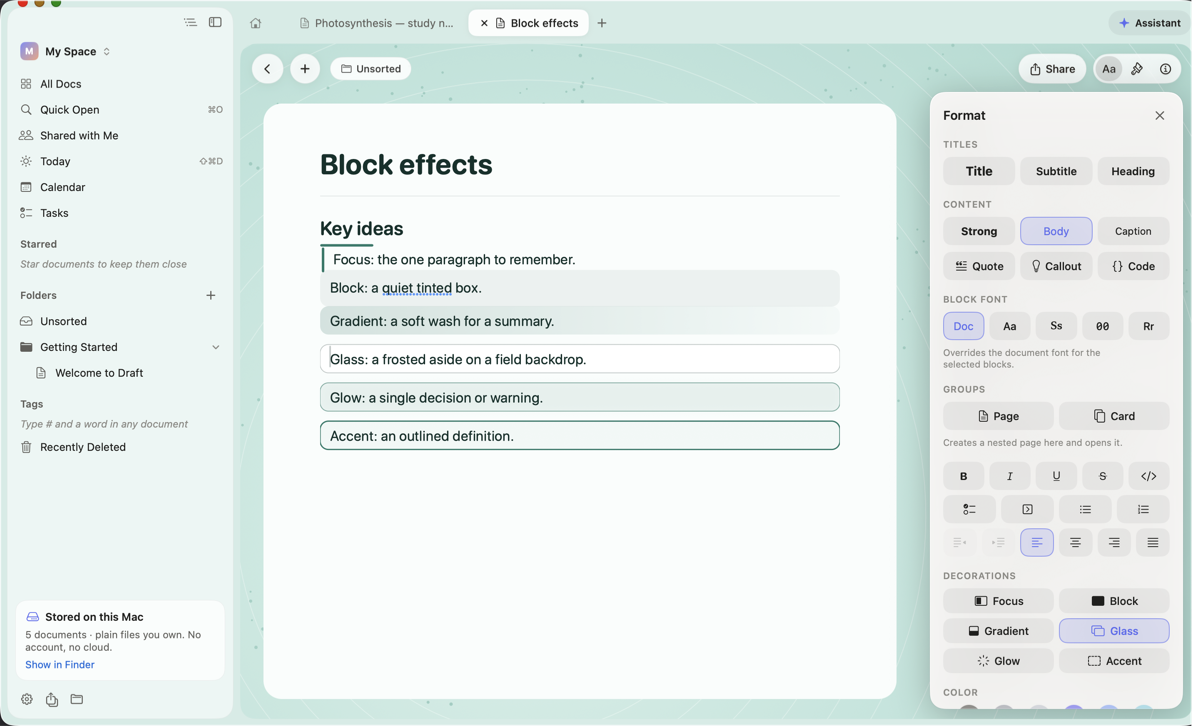 Photosynthesis — study n...
Block effects
Assistant
M My Space
All Docs
Quick Open ⌘O
Shared with Me
Today ⇧⌘D
Calendar
Tasks
Starred
Star documents to keep them close
Folders
Unsorted
Getting Started
Welcome to Draft
Tags
Type # and a word in any document
Recently Deleted
Stored on this Mac
5 documents · plain files you own. No
account, no cloud.
Show in Finder
Unsorted
Share
Aa
Block effects
Key ideas
Focus: the one paragraph to remember.
Block: a quiet tinted box.
Gradient: a soft wash for a summary.
Glass: a frosted aside on a field backdrop.
Glow: a single decision or warning.
Accent: an outlined definition.
Format
TITLES
Title Subtitle Heading
CONTENT
Strong Body Caption
Quote Callout {} Code
BLOCK FONT
Doc Aa Ss 00 Rr
Overrides the document font for the
selected blocks.
GROUPS
Page Card
Creates a nested page here and opens it.
B I U S </>
DECORATIONS
Focus Block
Gradient Glass
Glow Accent
COLOR